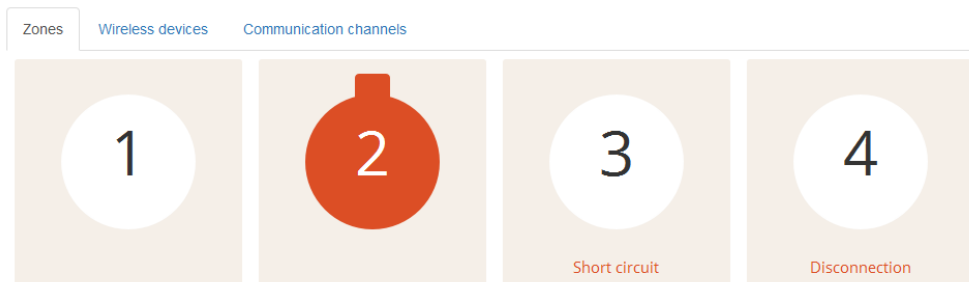 Zones Wireless devices Communication channels
1 2 3 4
Short circuit Disconnection